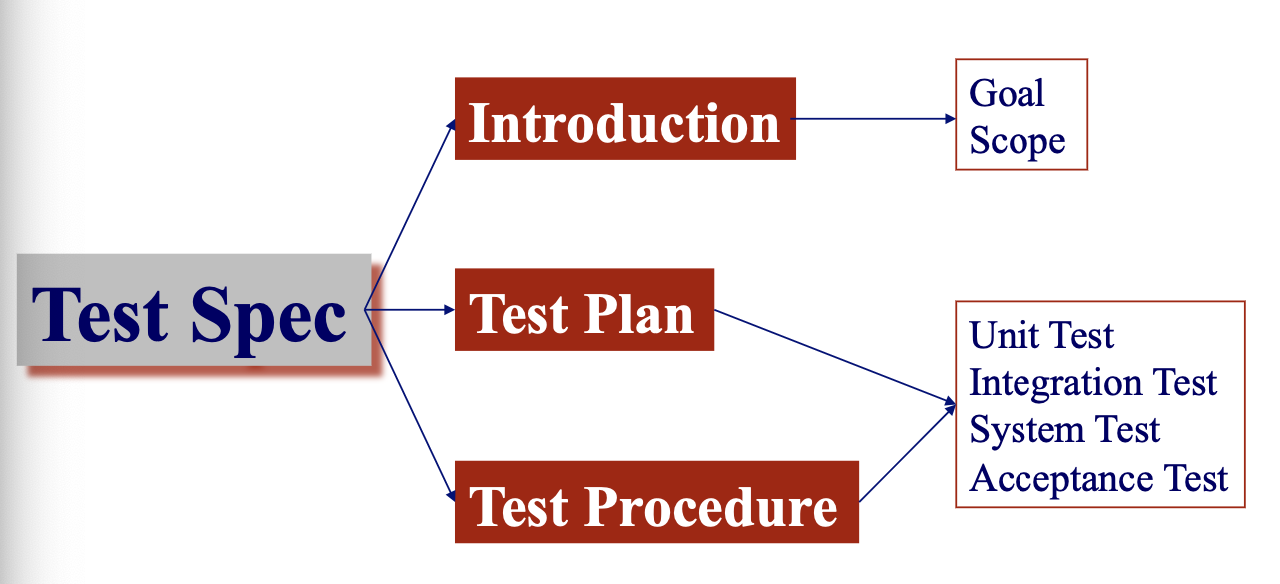 Test Spec
Introduction
Goal
Scope
Test Plan
Test Procedure
Unit Test
Integration Test
System Test
Acceptance Test